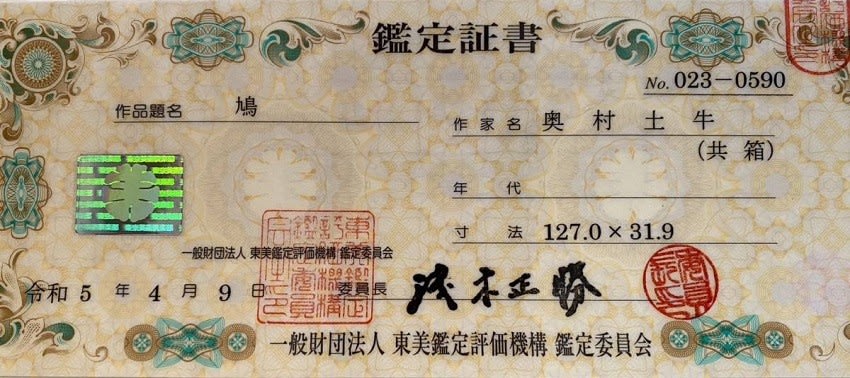 鑑定証書
No. 023-0590
作品題名 鳩
作家名 奥村土牛
(共箱)
年代
寸法 127.0×31.9
一般財団法人 東美鑑定評価機構 鑑定委員会
令和5年4月9日 委員長 浅木正勝
一般財団法人 東美鑑定評価機構 鑑定委員会